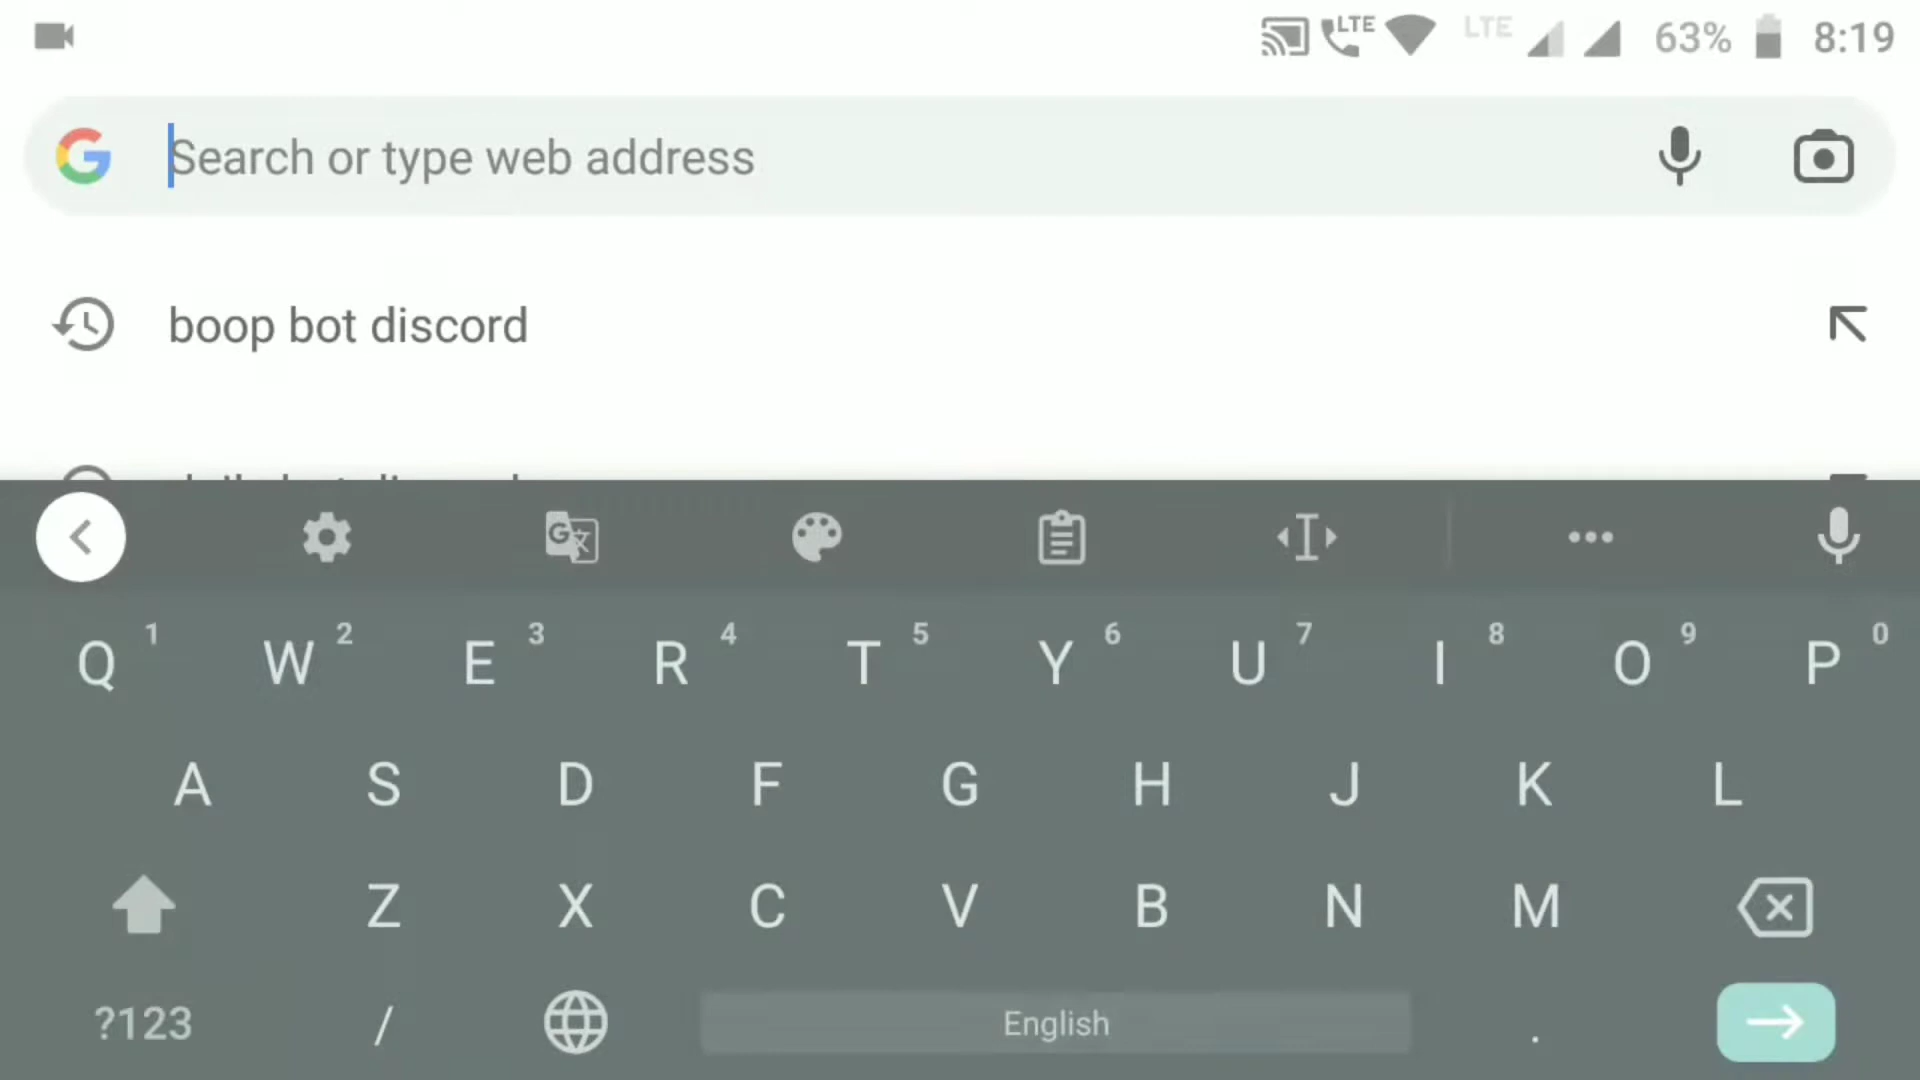 LTE LTE 63% 8:19
Search or type web address
boop bot discord
Q 1 W 2 E 3 R 4 T 5 Y 6 U 7 I 8 O 9 P 0
A S D F G H J K L
Z X C V B N M
?123 / English .